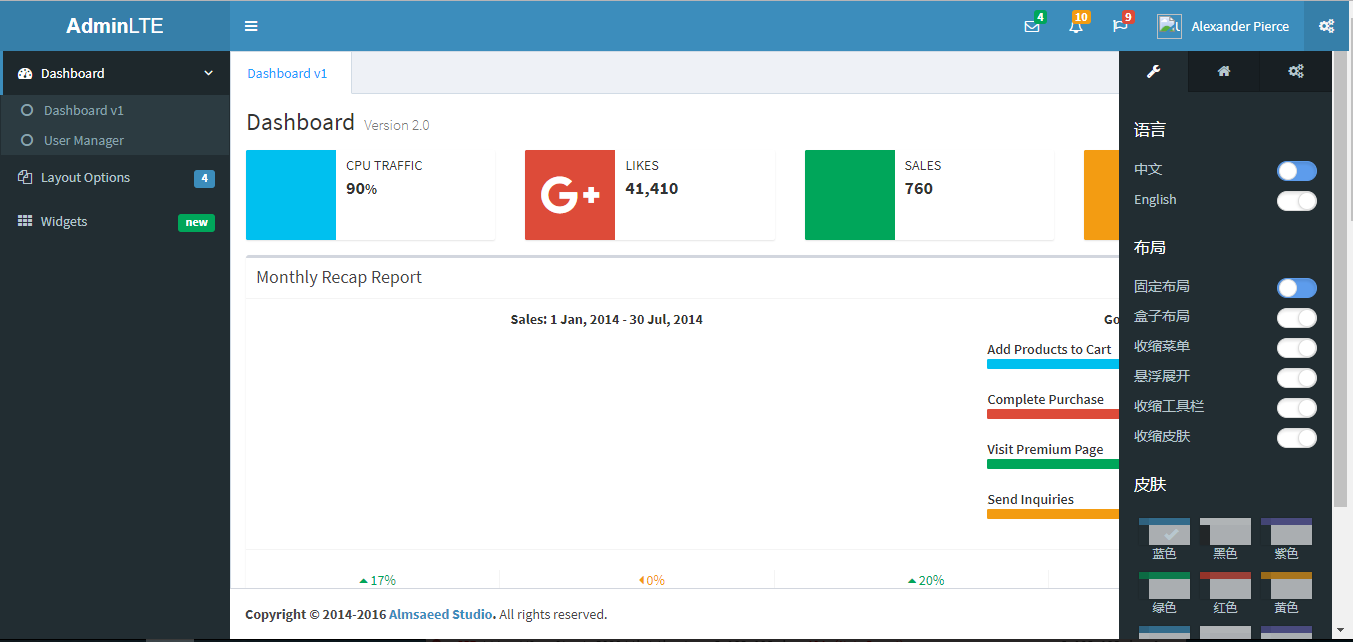 AdminLTE
4
10
9
Alexander Pierce
Dashboard
Dashboard v1
User Manager
Layout Options
4
Widgets
new
Dashboard v1
Dashboard Version 2.0
CPU TRAFFIC
90%
G+
LIKES
41,410
SALES
760
Monthly Recap Report
Sales: 1 Jan, 2014 - 30 Jul, 2014
Go
Add Products to Cart
Complete Purchase
Visit Premium Page
Send Inquiries
17%
0%
20%
Copyright © 2014-2016 Almsaeed Studio. All rights reserved.
语言
中文
English
布局
固定布局
盒子布局
收缩菜单
悬浮展开
收缩工具栏
收缩皮肤
皮肤
蓝色 黑色 紫色
绿色 红色 黄色